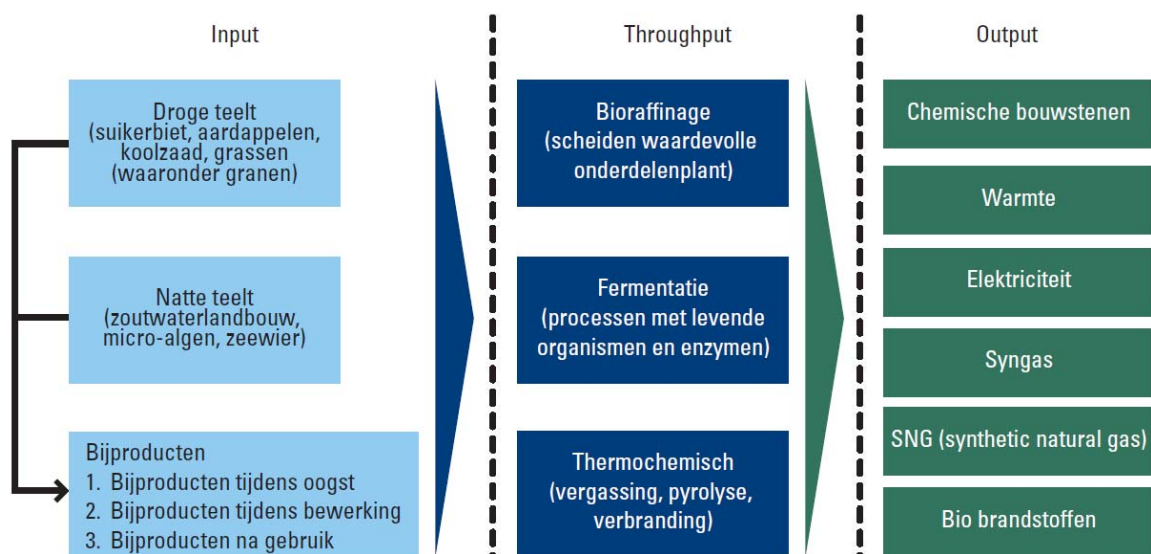 Input
Droge teelt
(suikerbiet, aardappelen,
koolzaad, grassen
(waaronder granen)
Natte teelt
(zoutwaterlandbouw,
micro-algen, zeewier)
Bijproducten
1. Bijproducten tijdens oogst
2. Bijproducten tijdens bewerking
3. Bijproducten na gebruik
Throughput
Bioraffinage
(scheiden waardevolle
onderdelenplant)
Fermentatie
(processen met levende
organismen en enzymen)
Thermochemisch
(vergassing, pyrolyse,
verbranding)
Output
Chemische bouwstenen
Warmte
Elektriciteit
Syngas
SNG (synthetic natural gas)
Bio brandstoffen